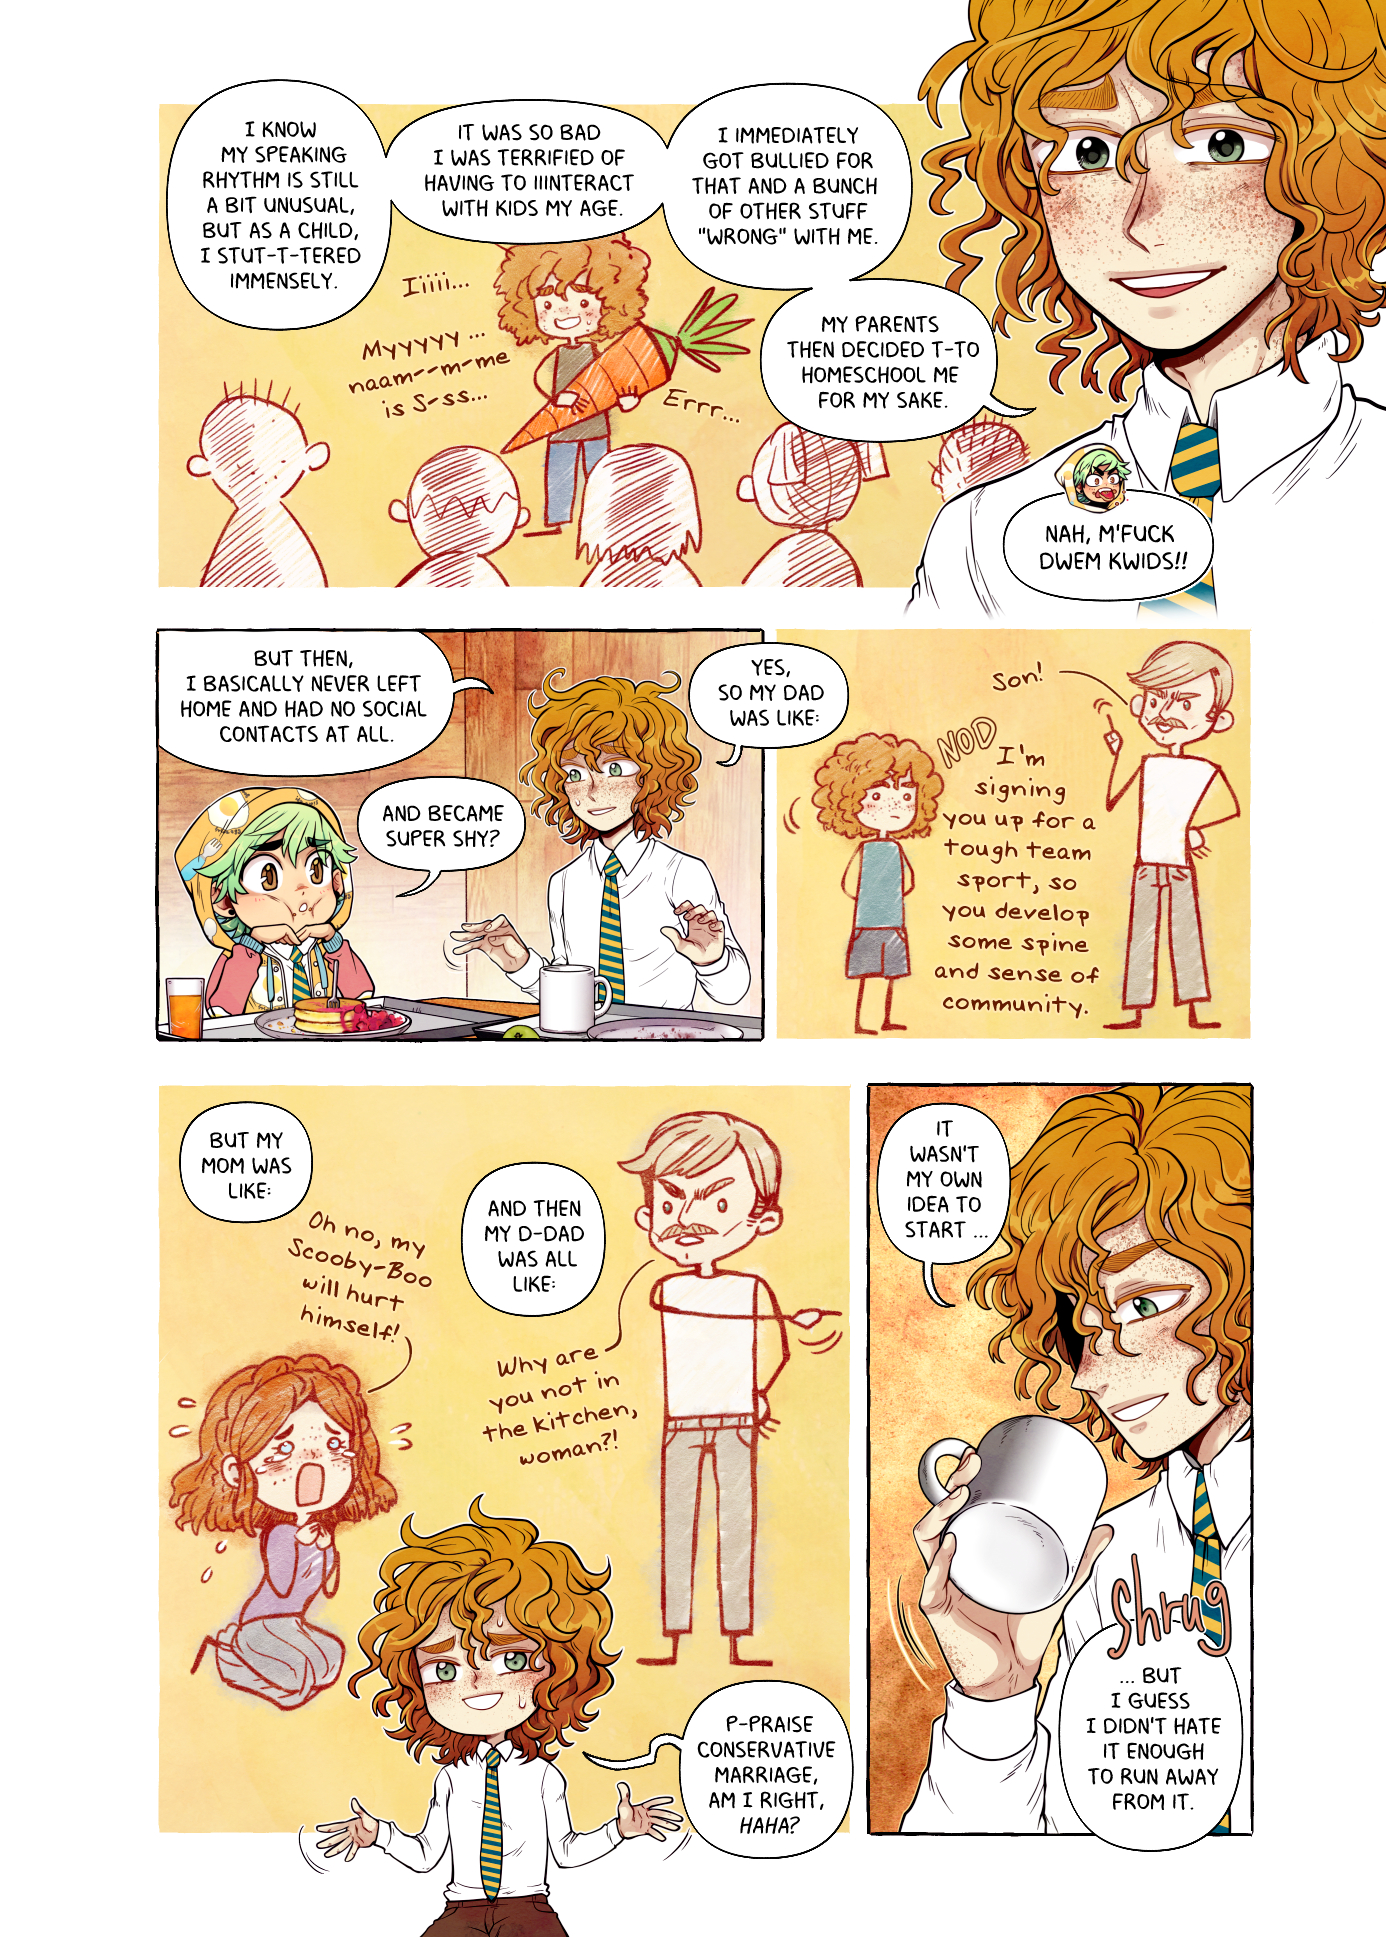 I KNOW
MY SPEAKING
RHYTHM IS STILL
A BIT UNUSUAL,
BUT AS A CHILD,
I STUT-T-TERED
IMMENSELY.
IT WAS SO BAD
I WAS TERRIFIED OF
HAVING TO IIINTERACT
WITH KIDS MY AGE.
I IMMEDIATELY
GOT BULLIED FOR
THAT AND A BUNCH
OF OTHER STUFF
"WRONG" WITH ME.
Iiiii...
Myyyyy ...
naam--m-me
is S-ss...
Errr...
MY PARENTS
THEN DECIDED T-TO
HOMESCHOOL ME
FOR MY SAKE.
NAH, M'FUCK
DWEM KWIDS!!
BUT THEN,
I BASICALLY NEVER LEFT
HOME AND HAD NO SOCIAL
CONTACTS AT ALL.
AND BECAME
SUPER SHY?
YES,
SO MY DAD
WAS LIKE:
Son!
NOD
I'm
signing
you up for a
tough team
sport, so
you develop
some spine
and sense of
community.
BUT MY
MOM WAS
LIKE:
Oh no, my
Scooby-Boo
will hurt
himself!
AND THEN
MY D-DAD
WAS ALL
LIKE:
Why are
you not in
the kitchen,
woman?!
P-PRAISE
CONSERVATIVE
MARRIAGE,
AM I RIGHT,
HAHA?
IT
WASN'T
MY OWN
IDEA TO
START ...
Shrug
... BUT
I GUESS
I DIDN'T HATE
IT ENOUGH
TO RUN AWAY
FROM IT.